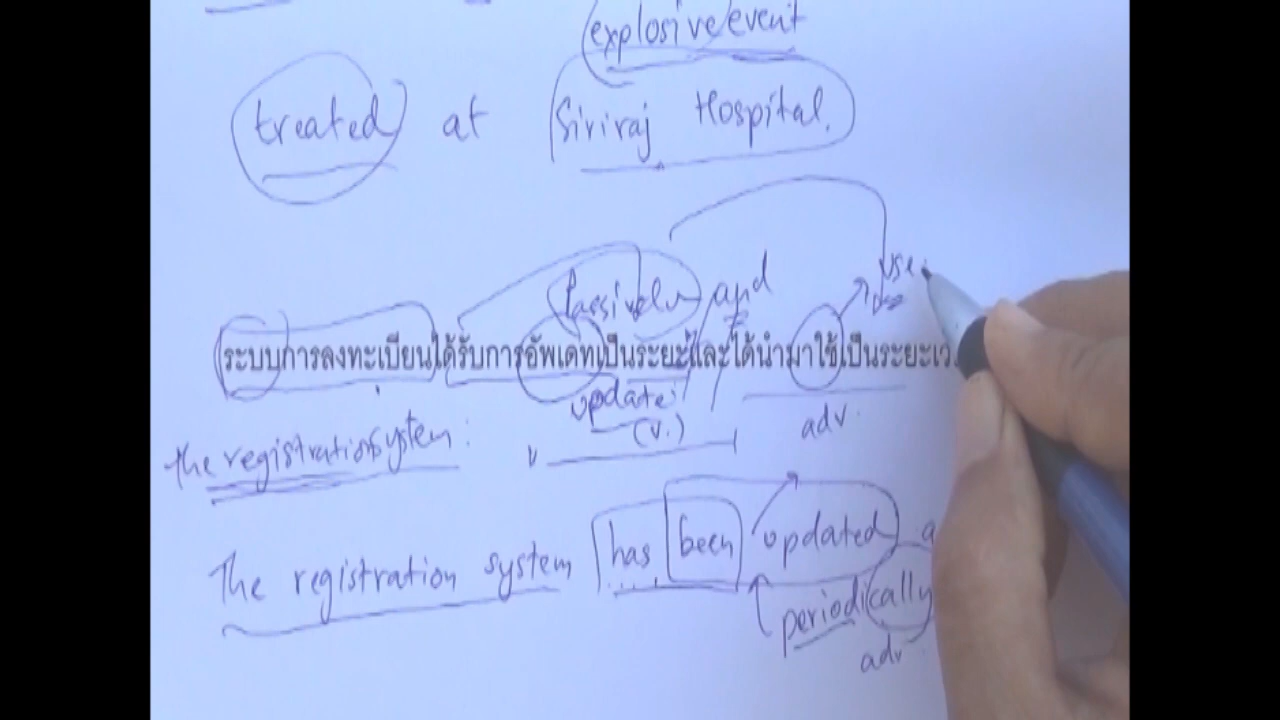 explosive/event
treated at Siriraj Hospital.
Passively and use
ระบบการลงทะเบียนได้รับการอัพเดทเป็นระยะและได้นำมาใช้เป็นระยะเว
update: adv.
(v.)
the registration system:
The registration system has been updated a
periodically
adv.